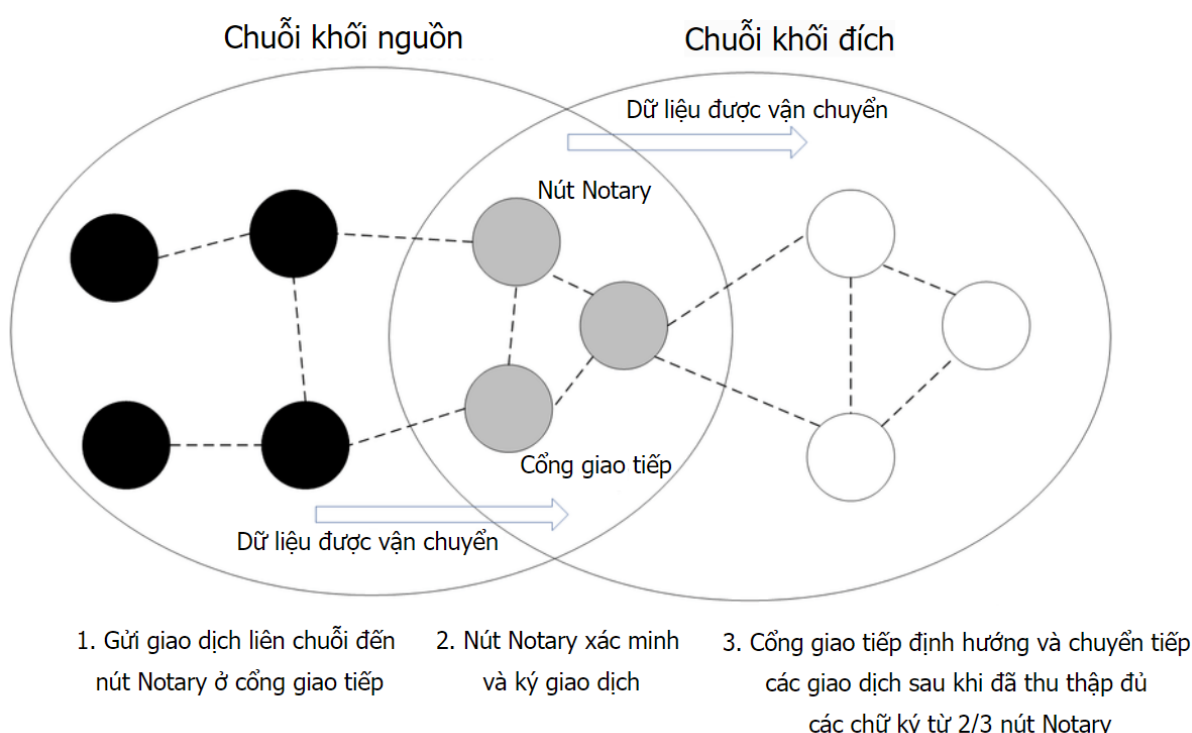 Chuỗi khối nguồn
Chuỗi khối đích
Dữ liệu được vận chuyển
Nút Notary
Cổng giao tiếp
Dữ liệu được vận chuyển
1. Gửi giao dịch liên chuỗi đến
nút Notary ở cổng giao tiếp
2. Nút Notary xác minh
và ký giao dịch
3. Cổng giao tiếp định hướng và chuyển tiếp
các giao dịch sau khi đã thu thập đủ
các chữ ký từ 2/3 nút Notary